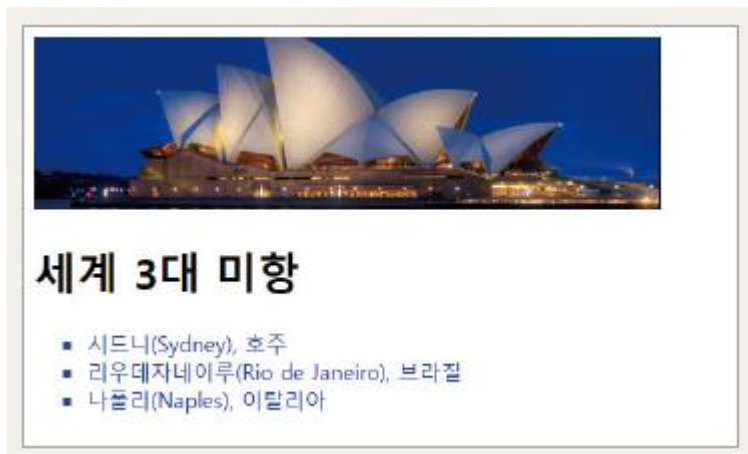 세계 3대 미항
시드니(Sydney), 호주
리우데자네이루(Rio de Janeiro), 브라질
나폴리(Naples), 이탈리아